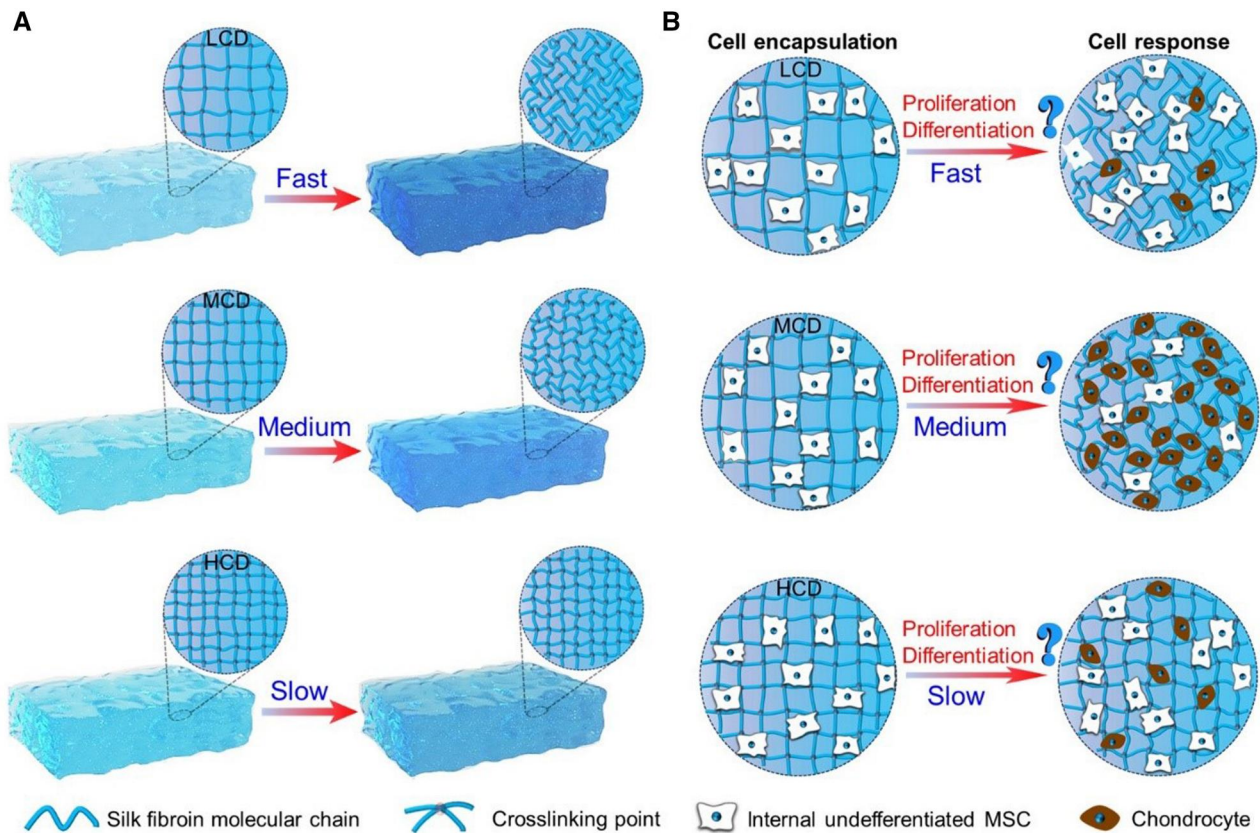 A
LCD
Fast
MCD
Medium
HCD
Slow
B
Cell encapsulation
Cell response
LCD
Proliferation
Differentiation
?
Fast
MCD
Proliferation
Differentiation
?
Medium
HCD
Proliferation
Differentiation
?
Slow
Silk fibroin molecular chain
Crosslinking point
Internal undefferentiated MSC
Chondrocyte